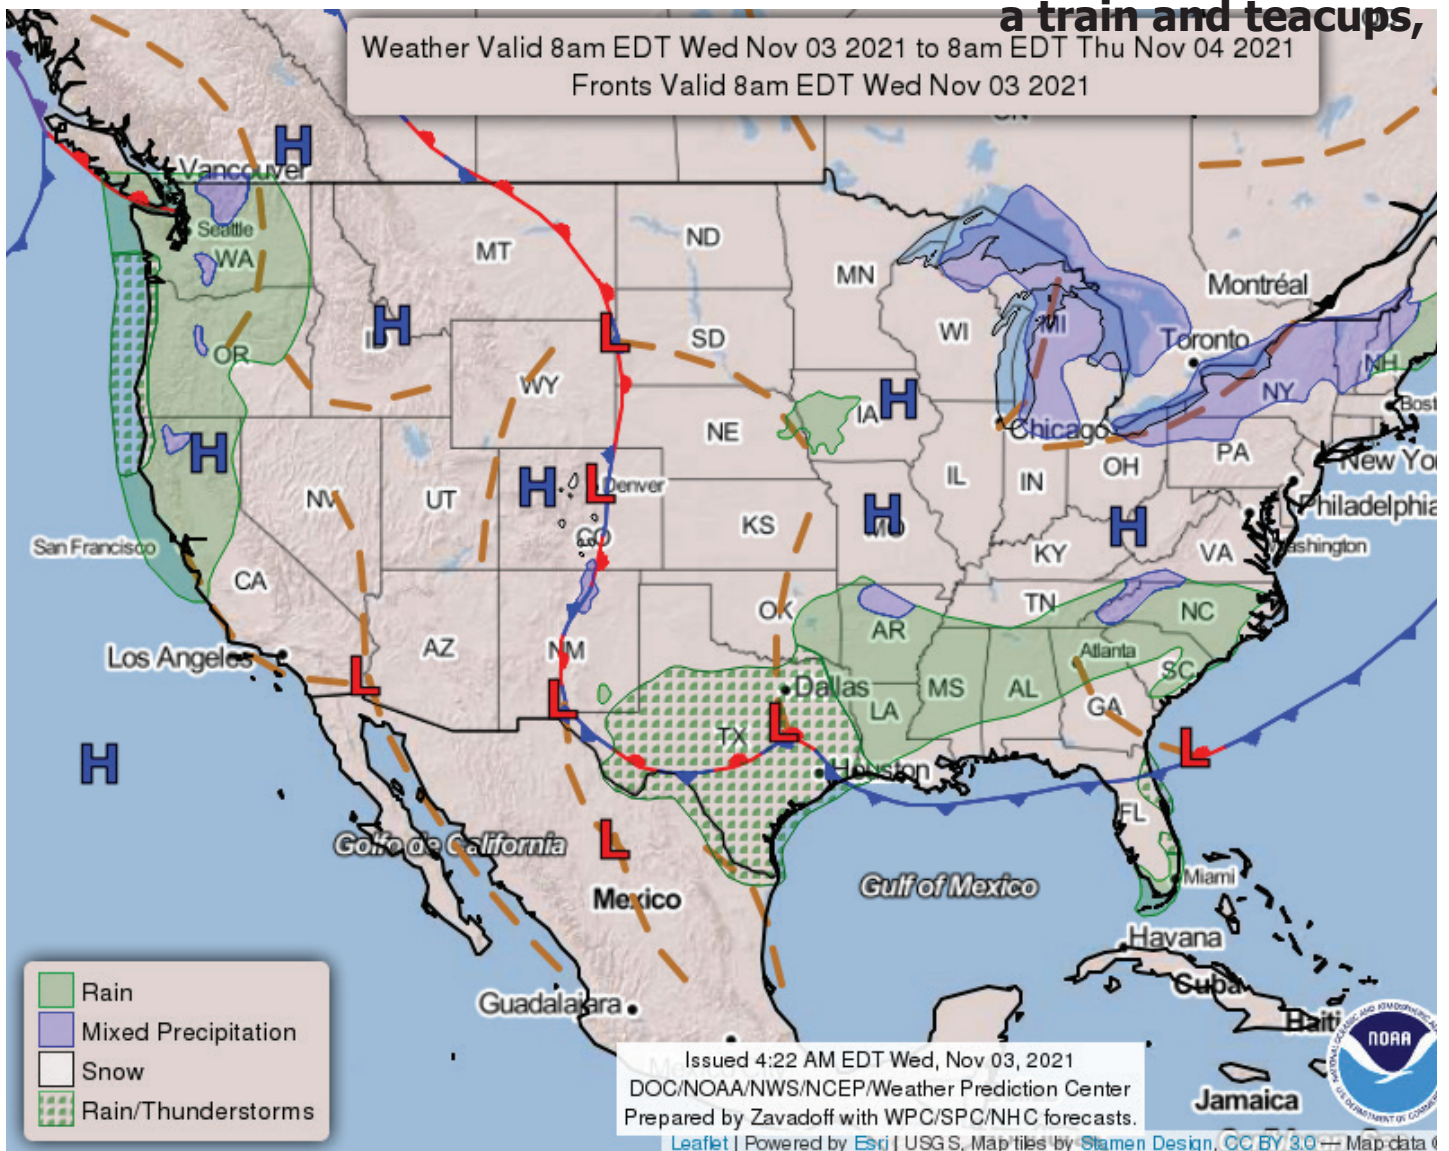 a train and teacups,
Weather Valid 8am EDT Wed Nov 03 2021 to 8am EDT Thu Nov 04 2021
Fronts Valid 8am EDT Wed Nov 03 2021
ON
H
Vancouver
Seattle
WA
MT
ND
MN
Montréal
H
L
SD
WI
MI
Toronto
OR
WY
NH
NY
IA
H
Bost
NE
Chicago
H
PA
New Yo
H
L
Denver
NV
UT
IL
IN
OH
Philadelphia
KS
H
MO
H
San Francisco
CO
Washington
CA
KY
VA
OK
TN
NC
AR
Los Angeles
AZ
NM
Atlanta
L
Dallas
MS
AL
SC
L
LA
GA
L
TX
L
H
Houston
FL
Golfo de California
L
Miami
Gulf of Mexico
Mexico
Havana
Cuba
Rain
Guadalajara
Haiti
Mixed Precipitation
NOAA
Snow
Issued 4:22 AM EDT Wed, Nov 03, 2021
Mexico City
DOC/NOAA/NWS/NCEP/Weather Prediction Center
Jamaica
Rain/Thunderstorms
Prepared by Zavadoff with WPC/SPC/NHC forecasts.
Leaflet | Powered by Esri | USGS, Map tiles by Stamen Design, CC BY 3.0 — Map data ©